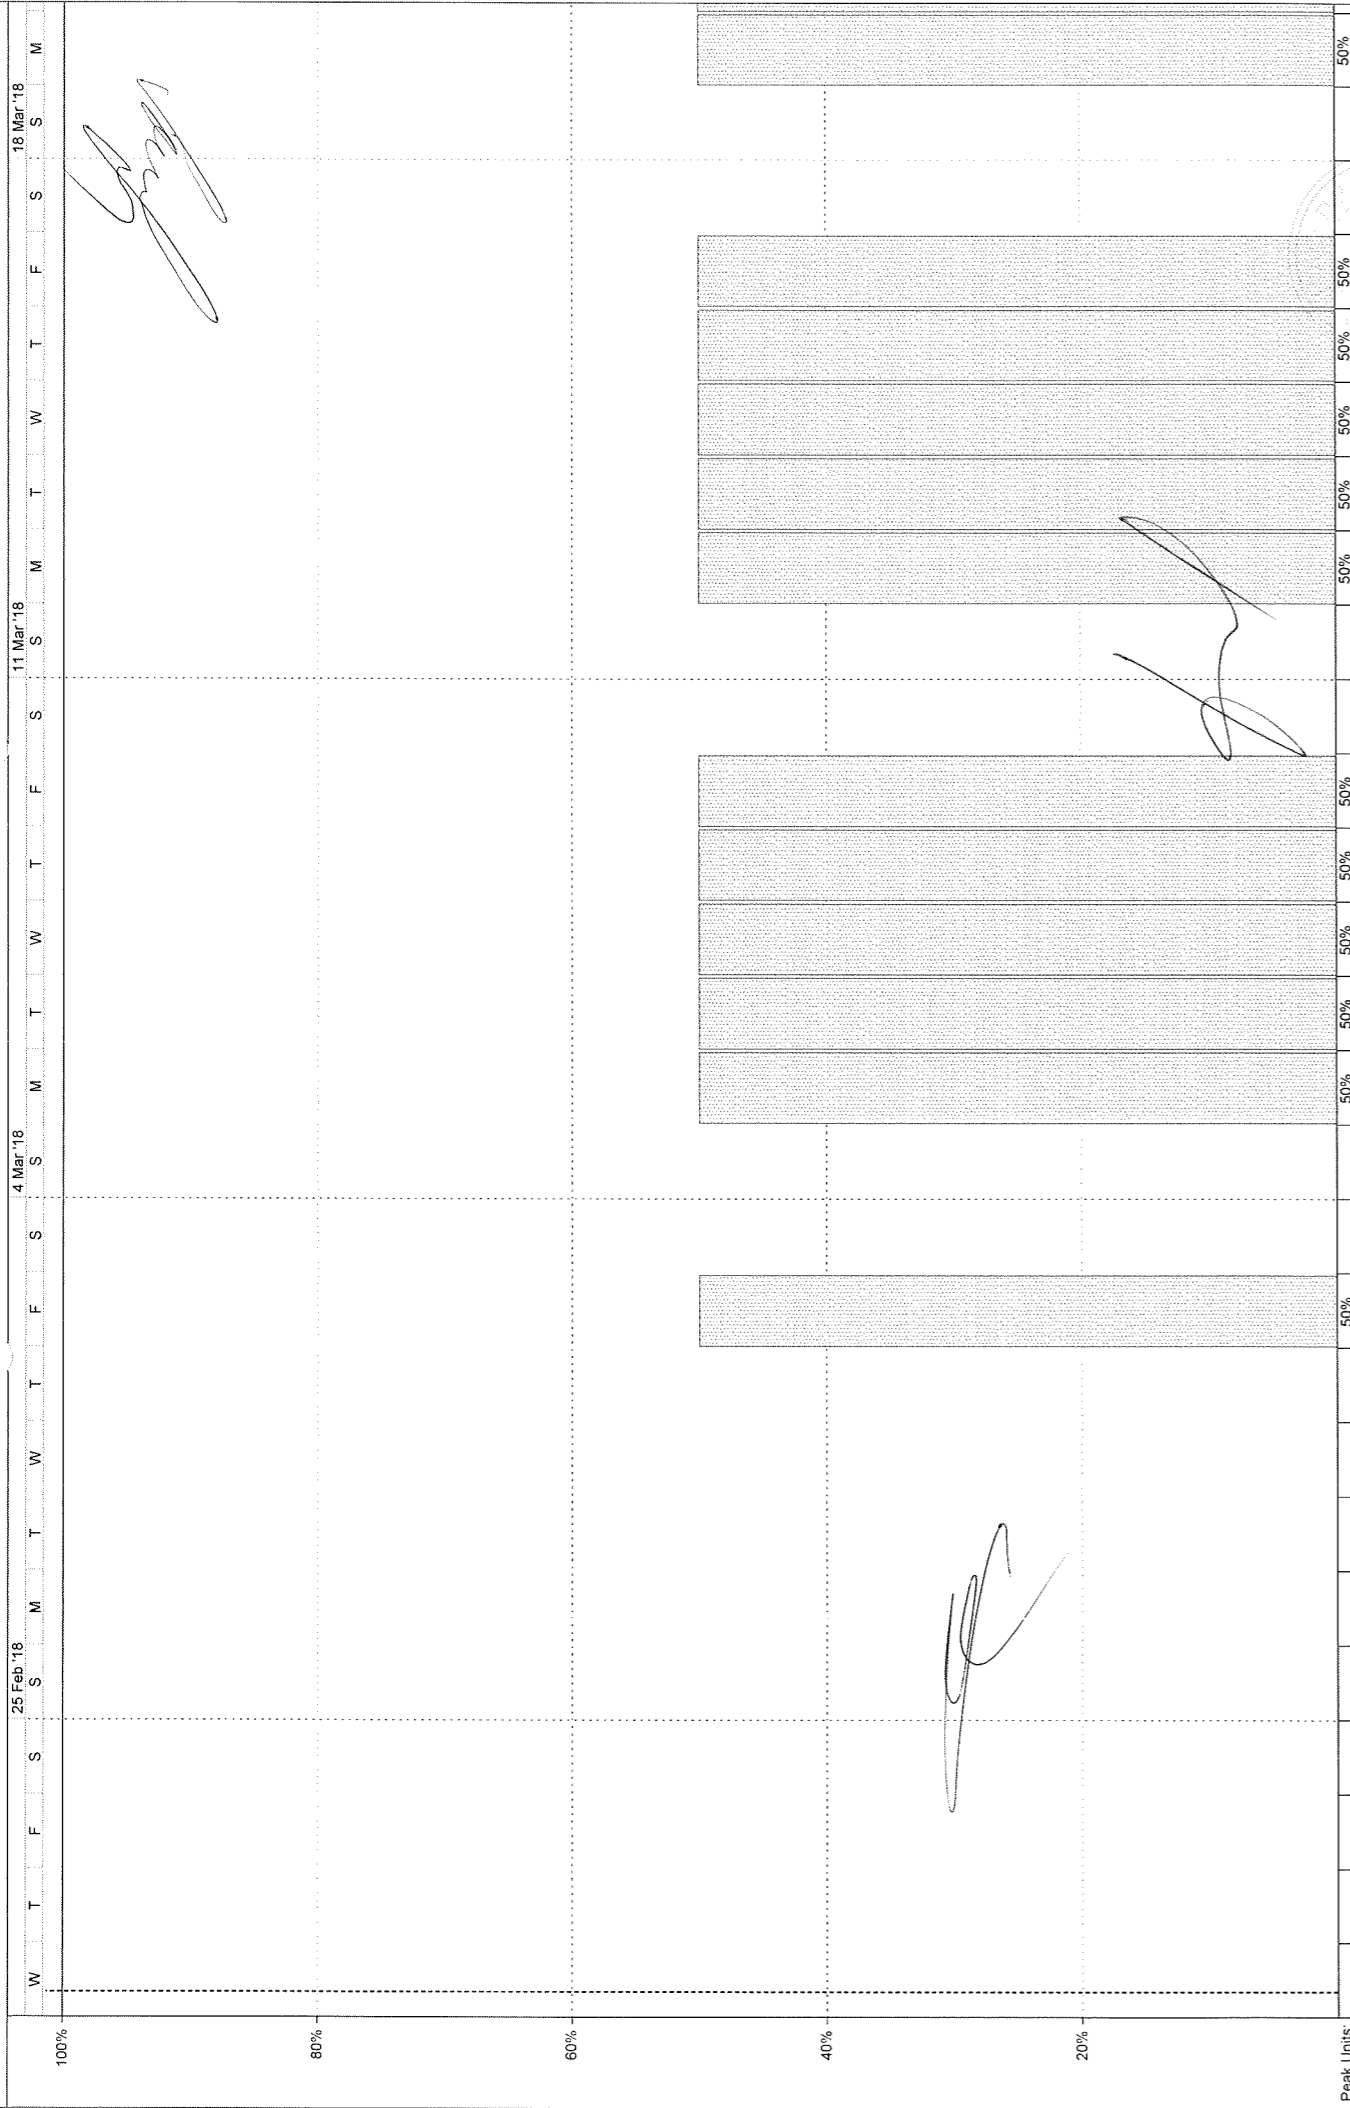 25 Feb '18 4 Mar '18 11 Mar '18 18 Mar '18
W T F S S M T W T F S S M T W T F S S M T W T F S S M
100%
80%
60%
40%
20%
Peak Units: 50% 50% 50% 50% 50% 50% 50% 50% 50% 50% 50% 50%